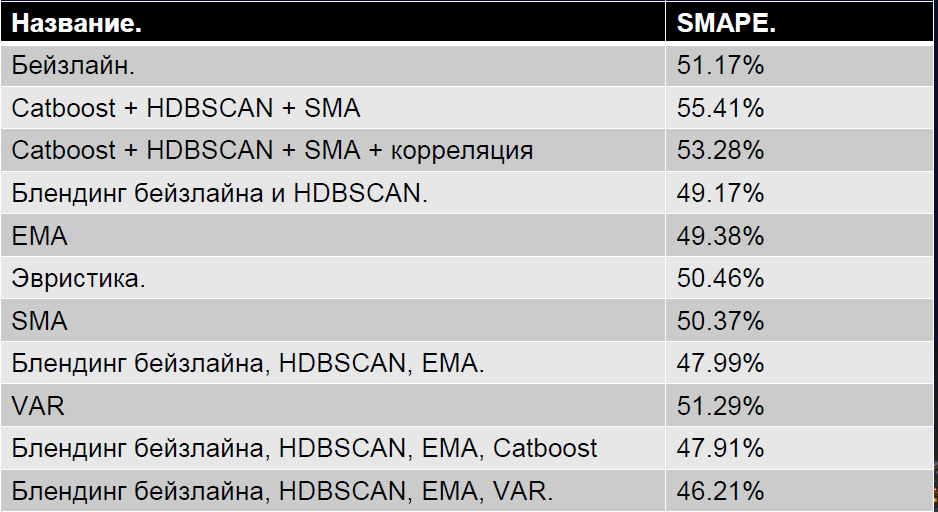 Название. SMAPE.
Бейзлайн. 51.17%
Catboost + HDBSCAN + SMA 55.41%
Catboost + HDBSCAN + SMA + корреляция 53.28%
Блендинг бейзлайна и HDBSCAN. 49.17%
EMA 49.38%
Эвристика. 50.46%
SMA 50.37%
Блендинг бейзлайна, HDBSCAN, EMA. 47.99%
VAR 51.29%
Блендинг бейзлайна, HDBSCAN, EMA, Catboost 47.91%
Блендинг бейзлайна, HDBSCAN, EMA, VAR. 46.21%